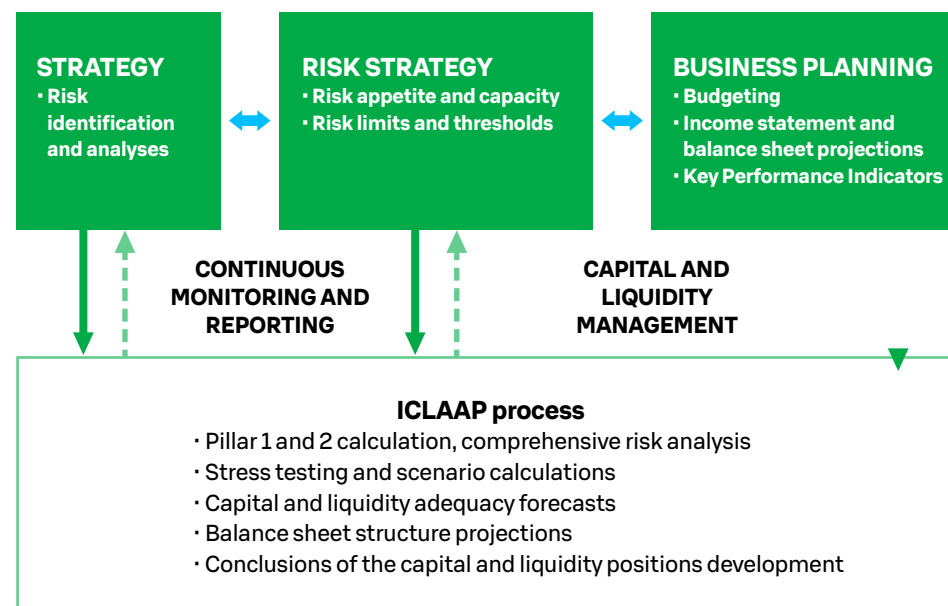 STRATEGY
· Risk
identification
and analyses
RISK STRATEGY
· Risk appetite and capacity
· Risk limits and thresholds
BUSINESS PLANNING
· Budgeting
· Income statement and
balance sheet projections
· Key Performance Indicators
CONTINUOUS
MONITORING AND
REPORTING
CAPITAL AND
LIQUIDITY
MANAGEMENT
ICLAAP process
· Pillar 1 and 2 calculation, comprehensive risk analysis
· Stress testing and scenario calculations
· Capital and liquidity adequacy forecasts
· Balance sheet structure projections
· Conclusions of the capital and liquidity positions development